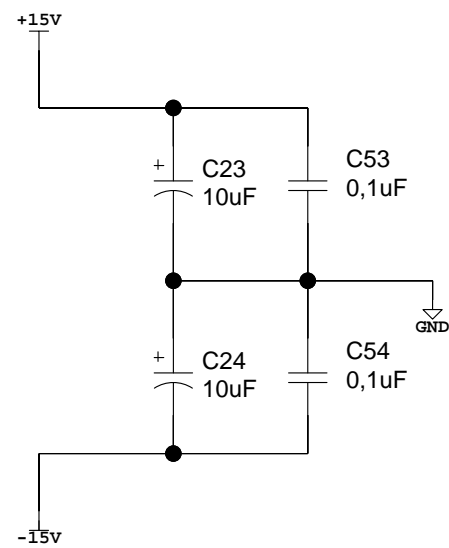 +15V
+
C23
10uF
C53
0,1uF
GND
+
C24
10uF
C54
0,1uF
-15V